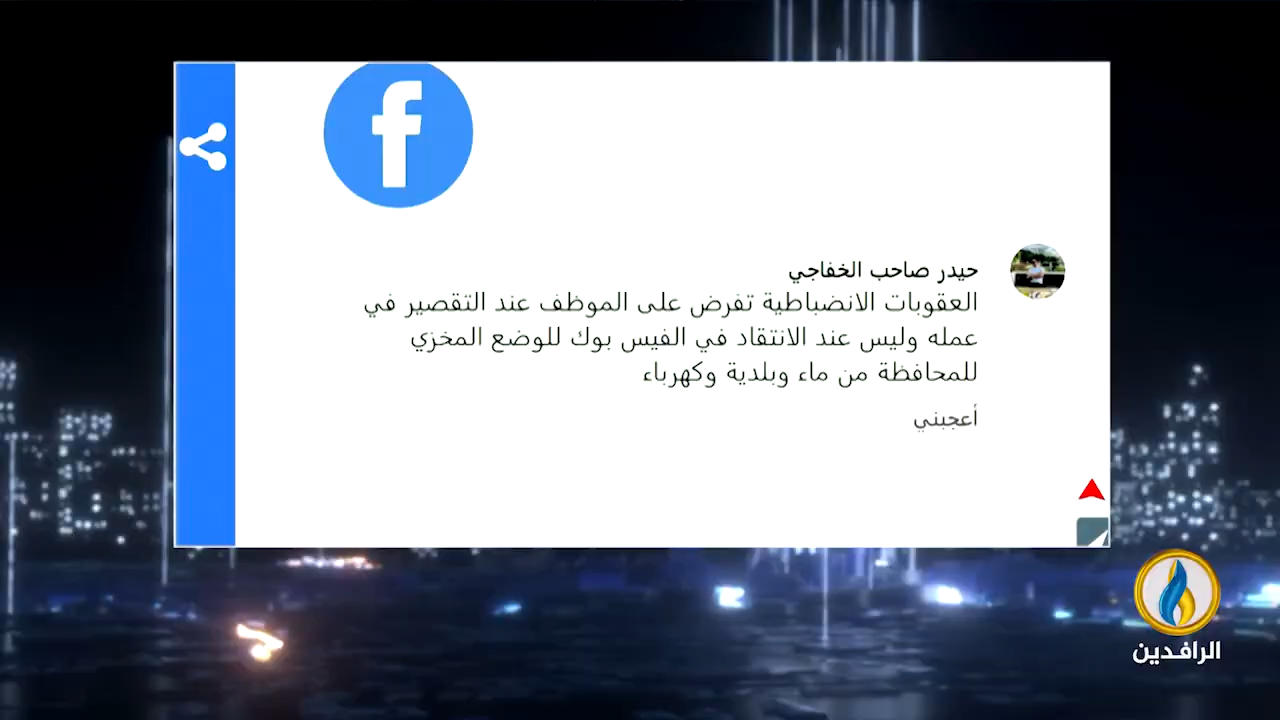 حيدر صاحب الخفاجي
العقوبات الانضباطية تفرض على الموظف عند التقصير في
عمله وليس عند الانتقاد في الفيس بوك للوضع المخزي
للمحافظة من ماء وبلدية وكهرباء
أعجبني
الرافدين